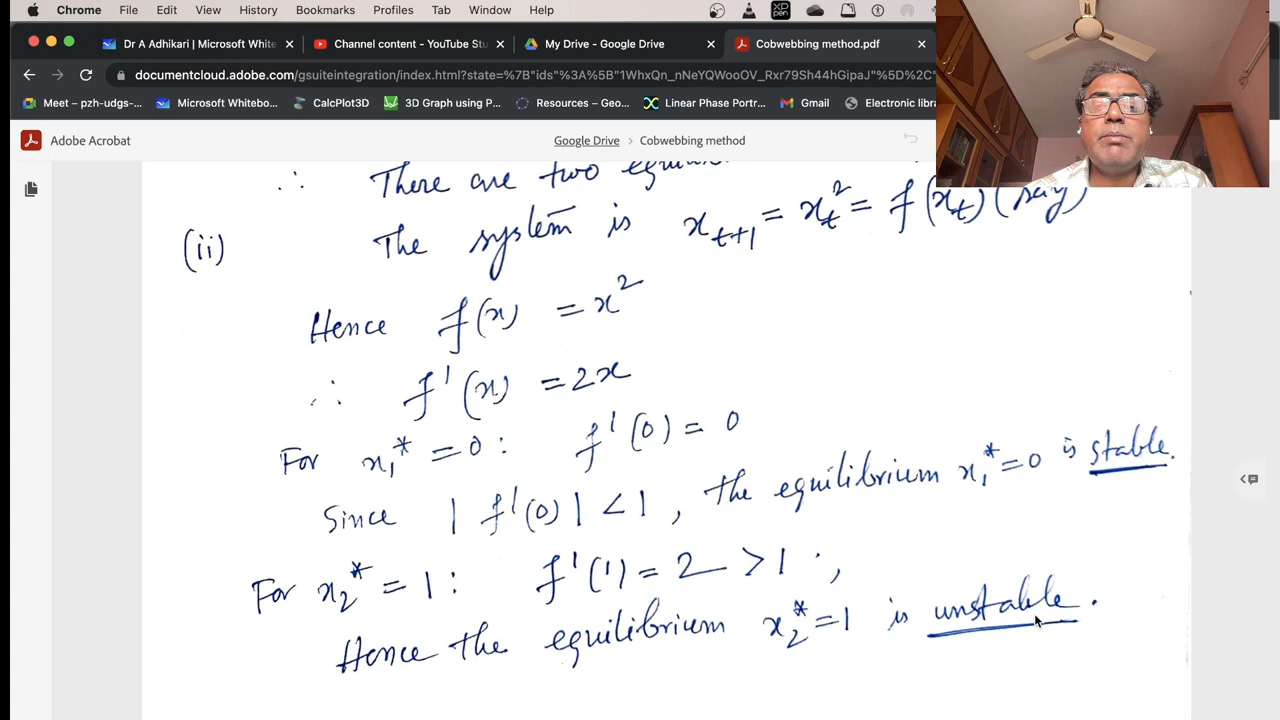 Chrome File Edit View History Bookmarks Profiles Tab Window Help
Dr A Adhikari | Microsoft White Channel content - YouTube Stu My Drive - Google Drive Cobwebbing method.pdf
documentcloud.adobe.com/gsuiteintegration/index.html?state=%7B"ids"%3A%5B"1WhxQn_nNeYQWooOV_Rxr79Sh44hGipaJ"%5D%2C"
Meet – pzh-udgs-... Microsoft Whitebo... CalcPlot3D 3D Graph using P... Resources – Geo... Linear Phase Portr... Gmail Electronic libra
Adobe Acrobat Google Drive > Cobwebbing method
∴ There are two
(ii) The system is x_{t+1} = x_t^2 = f(x_t) (say)
Hence f(x) = x^2
∴ f'(x) = 2x
For x_1^* = 0 : f'(0) = 0
Since |f'(0)| < 1, the equilibrium x_1^* = 0 is stable.
For x_2^* = 1 : f'(1) = 2 > 1 ;
Hence the equilibrium x_2^* = 1 is unstable.